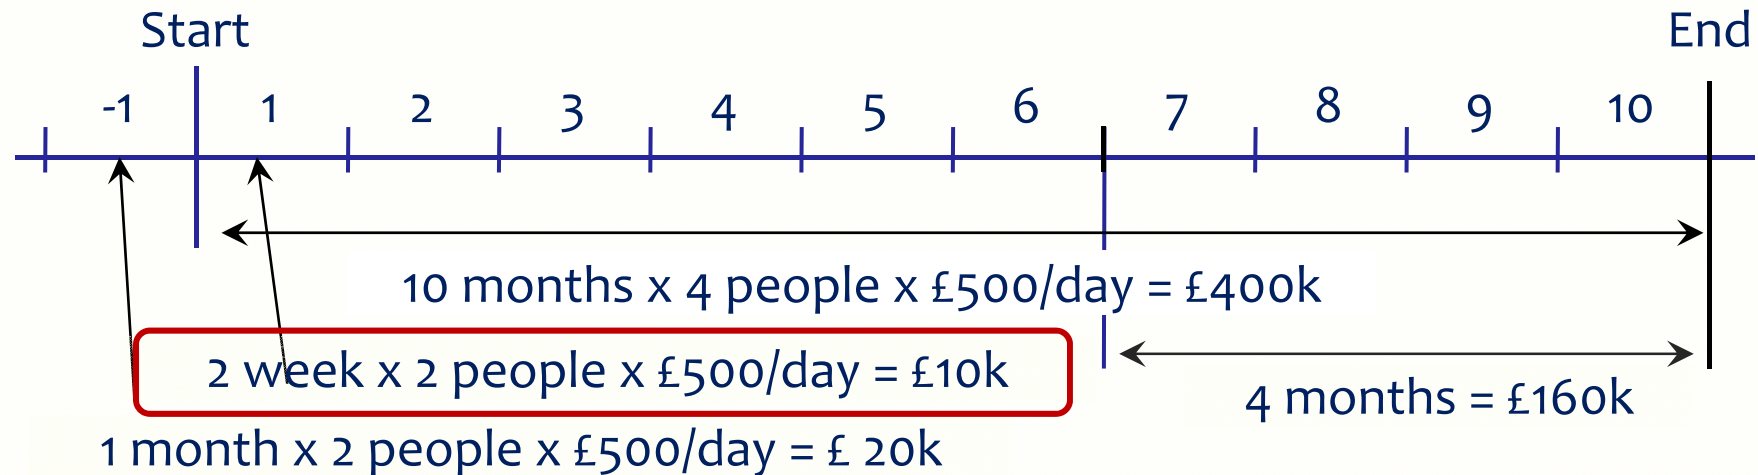 Start End
-1 1 2 3 4 5 6 7 8 9 10
10 months x 4 people x £500/day = £400k
2 week x 2 people x £500/day = £10k
4 months = £160k
1 month x 2 people x £500/day = £ 20k